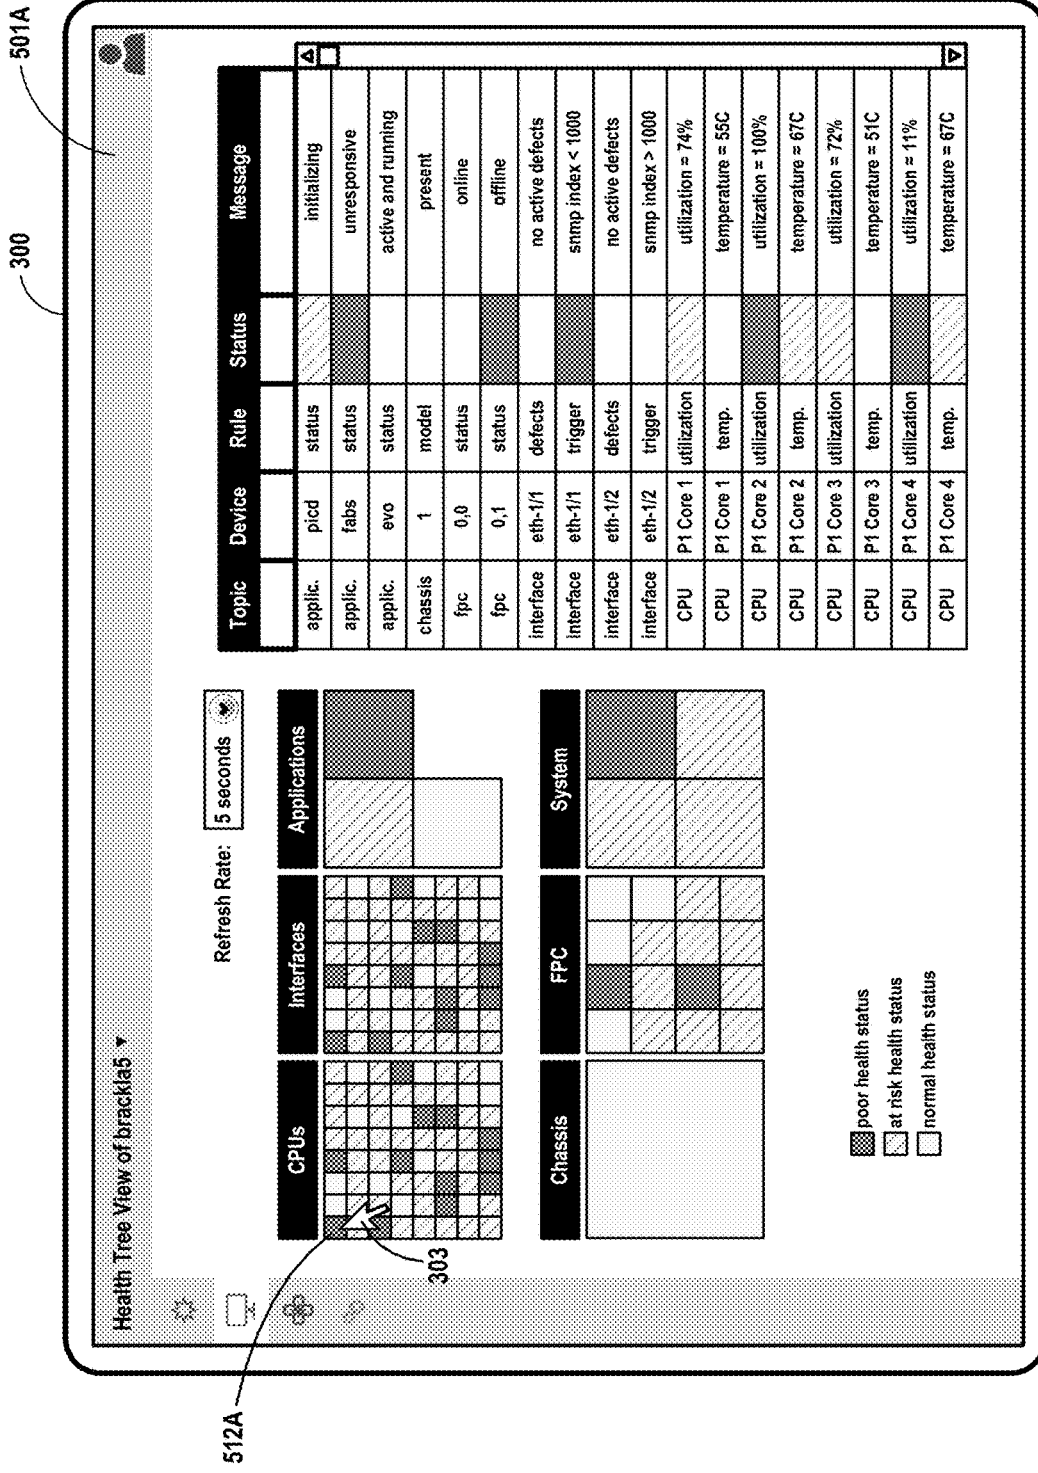 300
501A
Health Tree View of brackla5 ▼
Refresh Rate: 5 seconds
CPUs Interfaces Applications
Chassis FPC System
512A
303
poor health status
at risk health status
normal health status
Topic Device Rule Status Message
applic. picd status initializing
applic. fabs status unresponsive
applic. evo status active and running
chassis 1 model present
fpc 0,0 status online
fpc 0,1 status offline
interface eth-1/1 defects no active defects
interface eth-1/1 trigger snmp index < 1000
interface eth-1/2 defects no active defects
interface eth-1/2 trigger snmp index > 1000
CPU P1 Core 1 utilization utilization = 74%
CPU P1 Core 1 temp. temperature = 55C
CPU P1 Core 2 utilization utilization = 100%
CPU P1 Core 2 temp. temperature = 67C
CPU P1 Core 3 utilization utilization = 72%
CPU P1 Core 3 temp. temperature = 51C
CPU P1 Core 4 utilization utilization = 11%
CPU P1 Core 4 temp. temperature = 67C